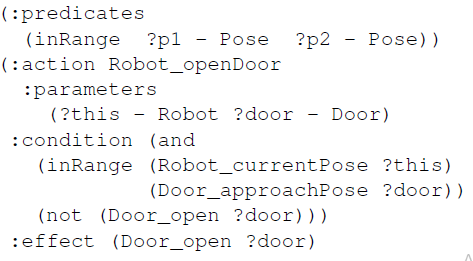 (:predicates
  (inRange  ?p1 – Pose  ?p2 – Pose))
(:action Robot_openDoor
  :parameters
    (?this – Robot ?door – Door)
 :condition (and
   (inRange (Robot_currentPose ?this)
            (Door_approachPose ?door))
   (not (Door_open ?door)))
 :effect (Door_open ?door)